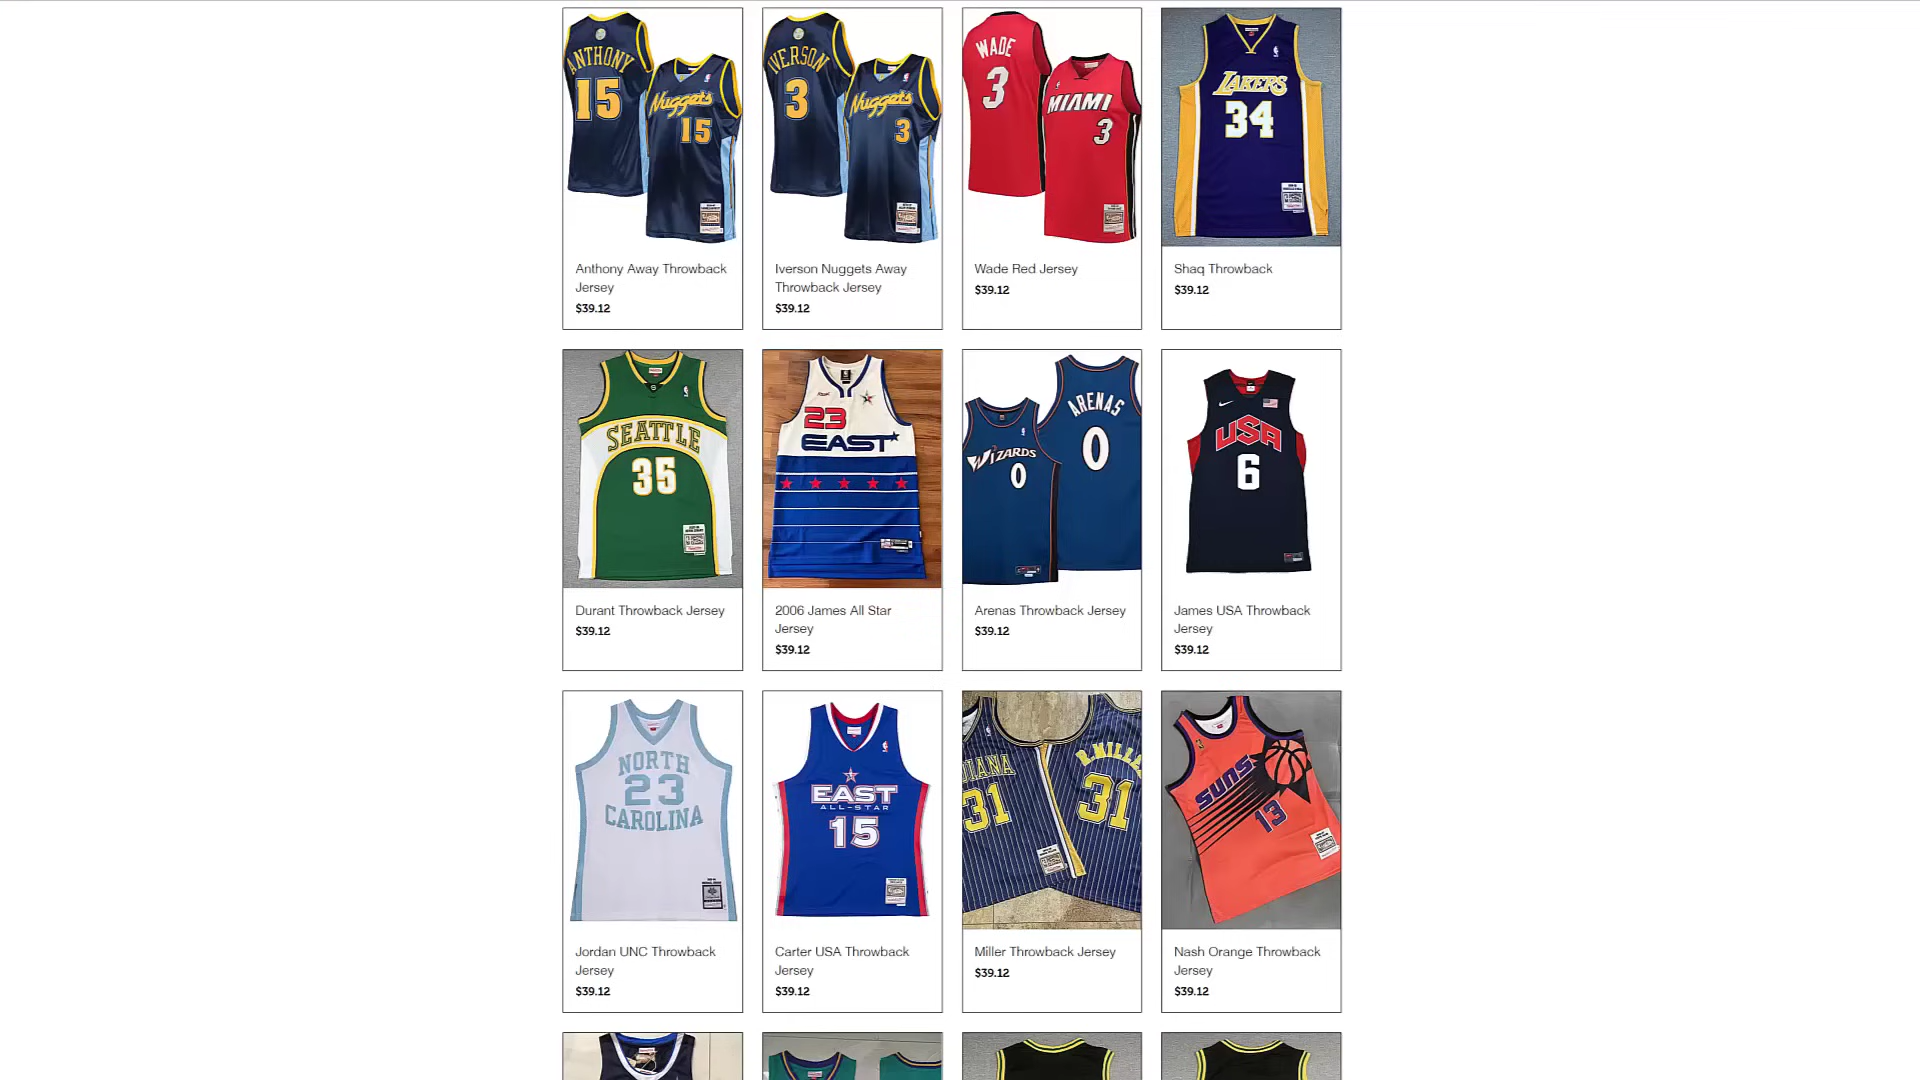 ANTHONY
15
Nuggets
15
IVERSON
3
Nuggets
3
WADE
3
MIAMI
3
LAKERS
34
Anthony Away Throwback
Jersey
$39.12
Iverson Nuggets Away
Throwback Jersey
$39.12
Wade Red Jersey
$39.12
Shaq Throwback
$39.12
SEATTLE
35
23
EAST
WIZARDS
0
ARENAS
0
USA
6
Durant Throwback Jersey
$39.12
2006 James All Star
Jersey
$39.12
Arenas Throwback Jersey
$39.12
James USA Throwback
Jersey
$39.12
NORTH
23
CAROLINA
EAST
ALL-STAR
15
DIANA
31
R.MILLE
31
SUNS
13
Jordan UNC Throwback
Jersey
$39.12
Carter USA Throwback
Jersey
$39.12
Miller Throwback Jersey
$39.12
Nash Orange Throwback
Jersey
$39.12